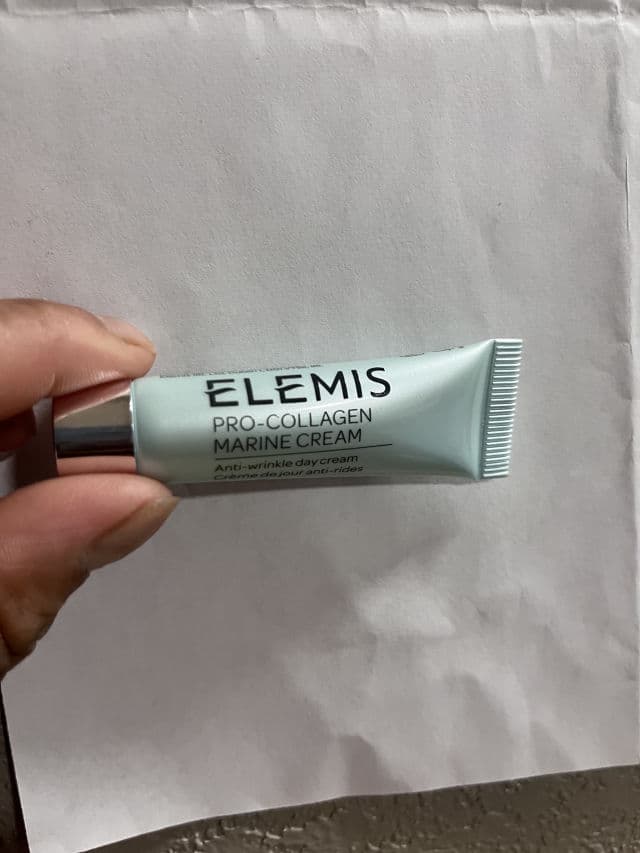 ELEMIS
PRO-COLLAGEN
MARINE CREAM
Anti-wrinkle day cream
Crème de jour anti-rides